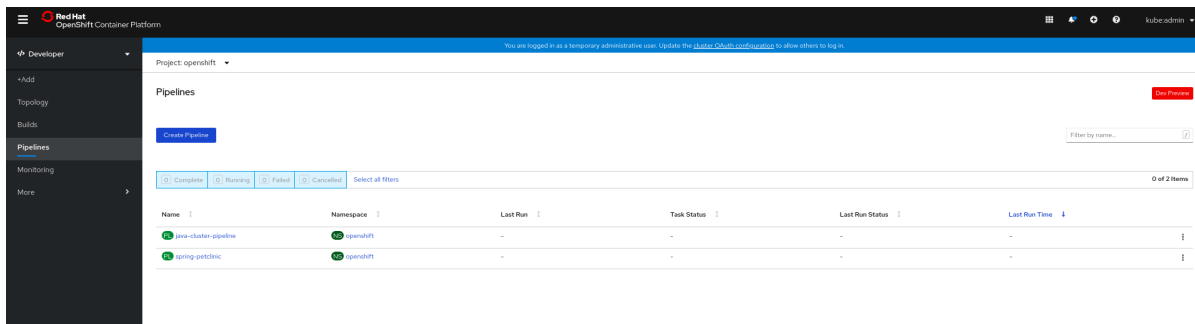 Red Hat
OpenShift Container Platform
kube:admin
Developer
You are logged in as a temporary administrative user. Update the cluster OAuth configuration to allow others to log in.
Project: openshift
+Add
Topology
Builds
Pipelines
Monitoring
More
Pipelines
Dev Preview
Create Pipeline
Filter by name...
/
0 Complete 0 Running 0 Failed 0 Cancelled Select all filters
0 of 2 Items
Name Namespace Last Run Task Status Last Run Status Last Run Time
PL java-cluster-pipeline NS openshift - - - -
PL spring-petclinic NS openshift - - - -